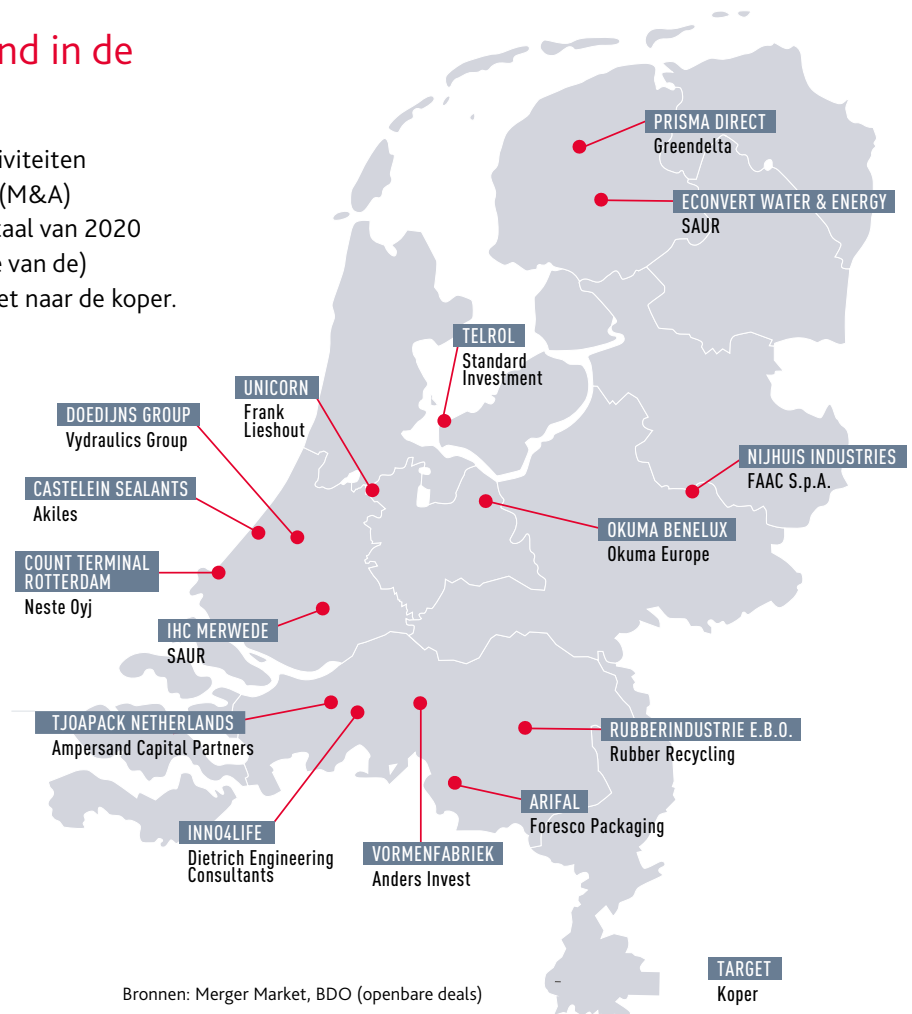 nd in de
iviteiten
(M&A)
taal van 2020
e van de)
et naar de koper.
PRISMA DIRECT
Greendelta
ECONVERT WATER & ENERGY
SAUR
TELROL
Standard
Investment
UNICORN
Frank
Lieshout
DOEDIJNS GROUP
Vydraulics Group
CASTELEIN SEALANTS
Akiles
NIJHUIS INDUSTRIES
FAAC S.p.A.
OKUMA BENELUX
Okuma Europe
COUNT TERMINAL
ROTTERDAM
Neste Oyj
IHC MERWEDE
SAUR
TJOAPACK NETHERLANDS
Ampersand Capital Partners
RUBBERINDUSTRIE E.B.O.
Rubber Recycling
ARIFAL
Foresco Packaging
INNO4LIFE
Dietrich Engineering
Consultants
VORMENFABRIEK
Anders Invest
TARGET
Koper
Bronnen: Merger Market, BDO (openbare deals)